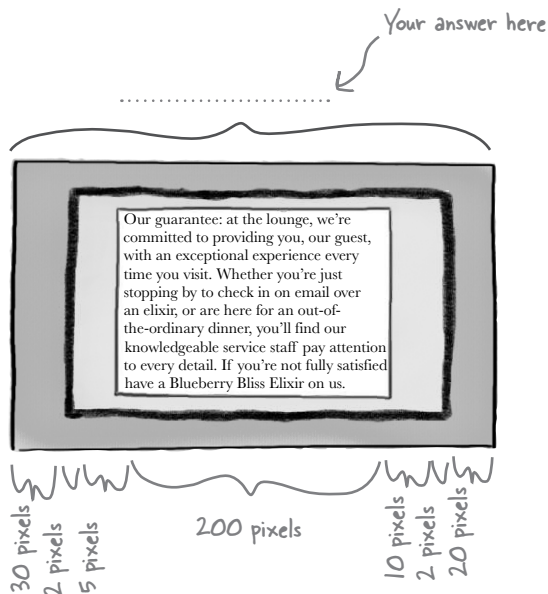 Your answer here
Our guarantee: at the lounge, we're
committed to providing you, our guest,
with an exceptional experience every
time you visit. Whether you're just
stopping by to check in on email over
an elixir, or are here for an out-of-
the-ordinary dinner, you'll find our
knowledgeable service staff pay attention
to every detail. If you're not fully satisfied
have a Blueberry Bliss Elixir on us.
30 pixels
2 pixels
5 pixels
200 pixels
10 pixels
2 pixels
20 pixels